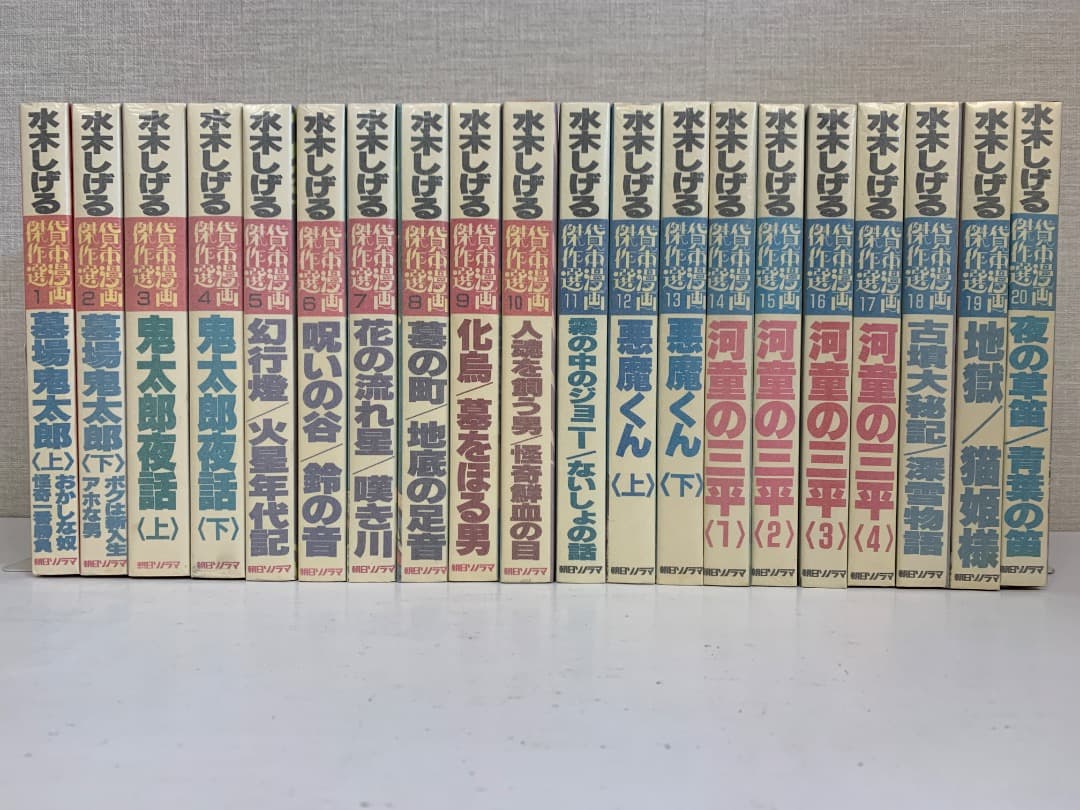 水木しげる
貸本漫画
傑作選
1
墓場鬼太郎〈上〉
おかしな奴
怪奇一番勝負
朝日ソノラマ
水木しげる
貸本漫画
傑作選
2
墓場鬼太郎〈下〉
ボクは新入生
アホな男
朝日ソノラマ
水木しげる
貸本漫画
傑作選
3
鬼太郎夜話
〈上〉
朝日ソノラマ
水木しげる
貸本漫画
傑作選
4
鬼太郎夜話
〈下〉
朝日ソノラマ
水木しげる
貸本漫画
傑作選
5
幻行燈/火星年代記
朝日ソノラマ
水木しげる
貸本漫画
傑作選
6
呪いの谷/鈴の音
朝日ソノラマ
水木しげる
貸本漫画
傑作選
7
花の流れ星/嘆き川
朝日ソノラマ
水木しげる
貸本漫画
傑作選
8
墓の町/地底の足音
朝日ソノラマ
水木しげる
貸本漫画
傑作選
9
化烏/墓をほる男
朝日ソノラマ
水木しげる
貸本漫画
傑作選
10
人魂を飼う男/怪奇鮮血の目
朝日ソノラマ
水木しげる
貸本漫画
傑作選
11
霧の中のジョニー/ないしょの話
朝日ソノラマ
水木しげる
貸本漫画
傑作選
12
悪魔くん
〈上〉
朝日ソノラマ
水木しげる
貸本漫画
傑作選
13
悪魔くん
〈下〉
朝日ソノラマ
水木しげる
貸本漫画
傑作選
14
河童の三平
〈1〉
朝日ソノラマ
水木しげる
貸本漫画
傑作選
15
河童の三平
〈2〉
朝日ソノラマ
水木しげる
貸本漫画
傑作選
16
河童の三平
〈3〉
朝日ソノラマ
水木しげる
貸本漫画
傑作選
17
河童の三平
〈4〉
朝日ソノラマ
水木しげる
貸本漫画
傑作選
18
古墳大秘記/深雪物語
朝日ソノラマ
水木しげる
貸本漫画
傑作選
19
地獄/猫姫様
朝日ソノラマ
水木しげる
貸本漫画
傑作選
20
夜の草笛/青葉の笛
朝日ソノラマ